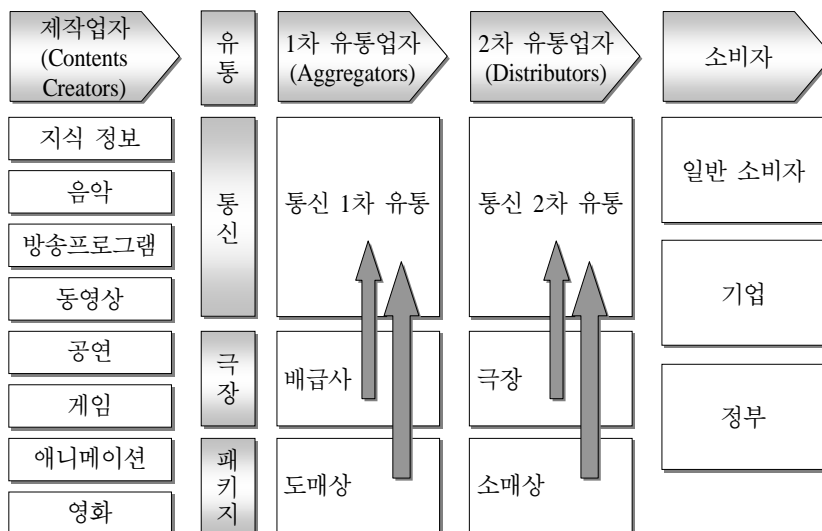 제작업자
(Contents
Creators)
유
통
1차 유통업자
(Aggregators)
2차 유통업자
(Distributors)
소비자
지식 정보
음악
방송프로그램
동영상
공연
게임
애니메이션
영화
통
신
극
장
패
키
지
통신 1차 유통
배급사
도매상
통신 2차 유통
극장
소매상
일반 소비자
기업
정부